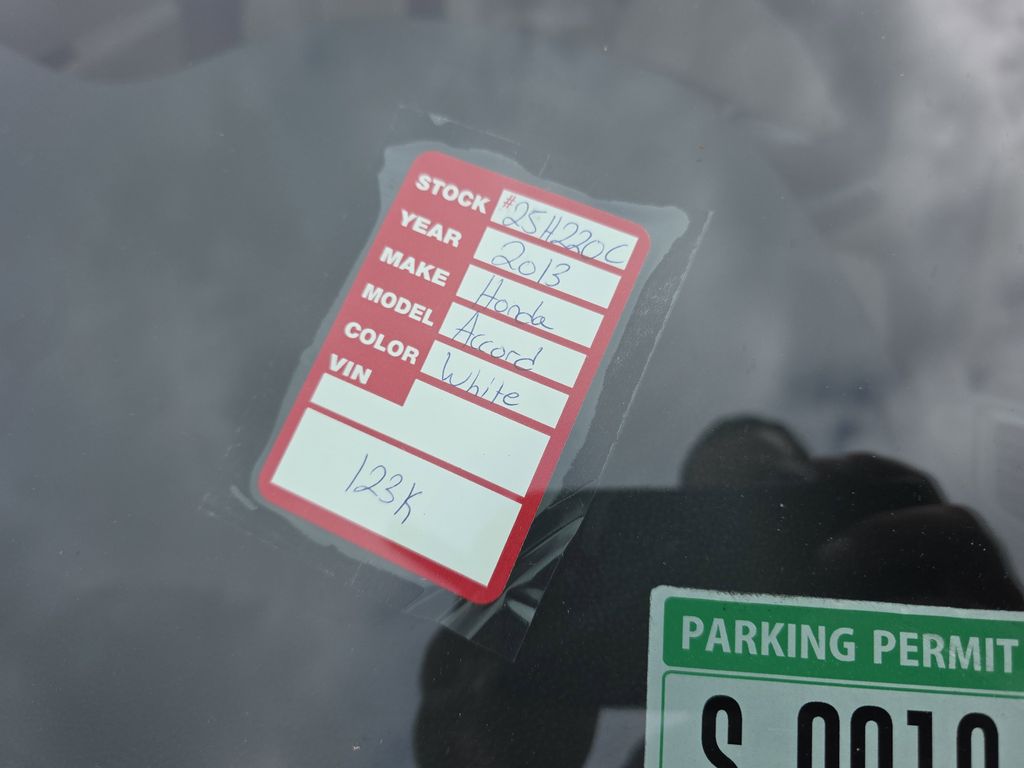 STOCK #25H220C
YEAR 2013
MAKE Honda
MODEL Accord
COLOR White
VIN
123K
PARKING PERMIT